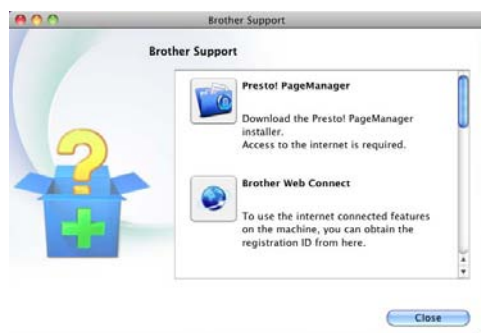 Brother Support
Brother Support
Presto! PageManager
Download the Presto! PageManager
installer.
Access to the internet is required.
Brother Web Connect
To use the internet connected features
on the machine, you can obtain the
registration ID from here.
Close